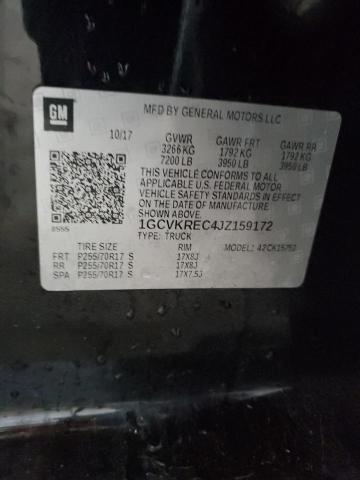 GM
MFD BY GENERAL MOTORS LLC
10/17 GVWR GAWR FRT GAWR RR
3266 KG 1792 KG 1792 KG
7200 LB 3950 LB 3950 LB
THIS VEHICLE CONFORMS TO ALL
APPLICABLE U.S. FEDERAL MOTOR
VEHICLE SAFETY STANDARDS IN EFFECT
ON THE DATE OF MANUFACTURE SHOWN
ABOVE.
1GCVKREC4JZ159172
TYPE: TRUCK
TIRE SIZE RIM MODEL:
FRT P255/70R17 S 17X8J
RR P255/70R17 S 17X8J
SPA P255/70R17 S 17X7.5J